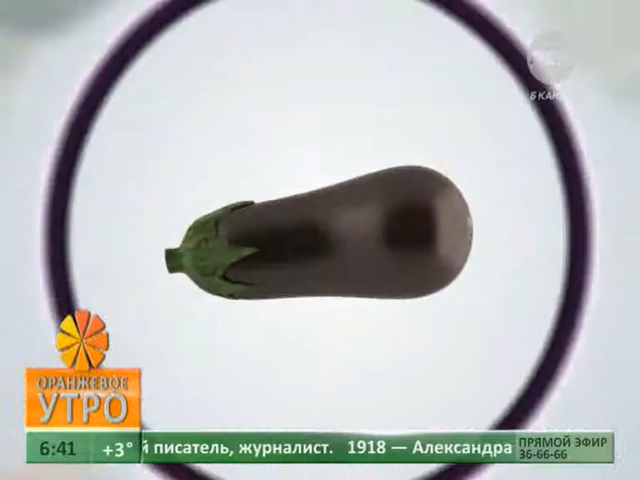 ОРАНЖЕВОЕ
УТРО
6:41 +3° й писатель, журналист. 1918 — Александра
ПРЯМОЙ ЭФИР
36-66-66